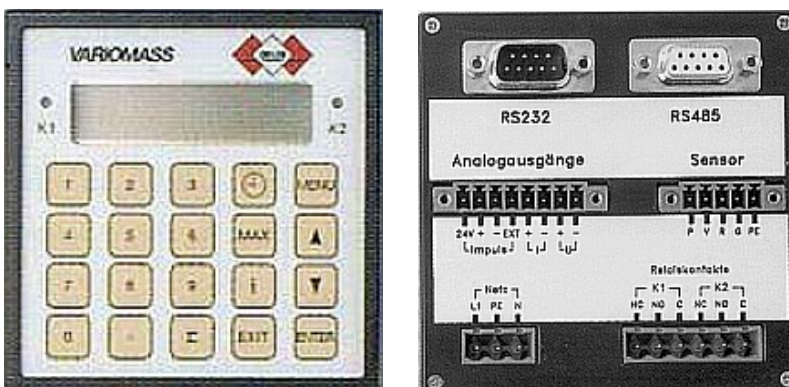 VARIOMASS
K1 K2
1 2 3 MENU
4 5 6 MAX
7 8 9 i
0 EXIT ENTER
RS232 RS485
Analogausgänge Sensor
24V + - EXT + - + - P V R G PE
Impuls I U
Relaiskontakte
Netz K1 K2
L1 PE N NC NO C NC NO C